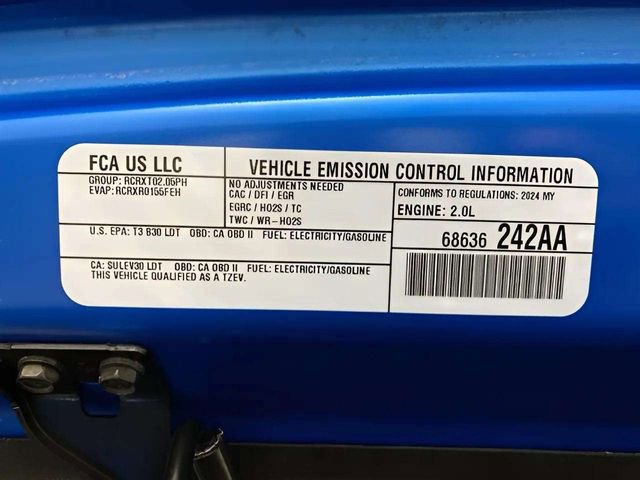 FCA US LLC
GROUP: RCRXT02.05PH
EVAP: RCRXR0155FEH
VEHICLE EMISSION CONTROL INFORMATION
NO ADJUSTMENTS NEEDED
CAC / DFI / EGR
EGRC / HO2S / TC
TWC / WR-HO2S
CONFORMS TO REGULATIONS: 2024 MY
ENGINE: 2.0L
U.S. EPA: T3 B30 LDT OBD: CA OBD II FUEL: ELECTRICITY/GASOLINE
68636 242AA
CA: SULEV30 LDT OBD: CA OBD II FUEL: ELECTRICITY/GASOLINE
THIS VEHICLE QUALIFIED AS A TZEV.